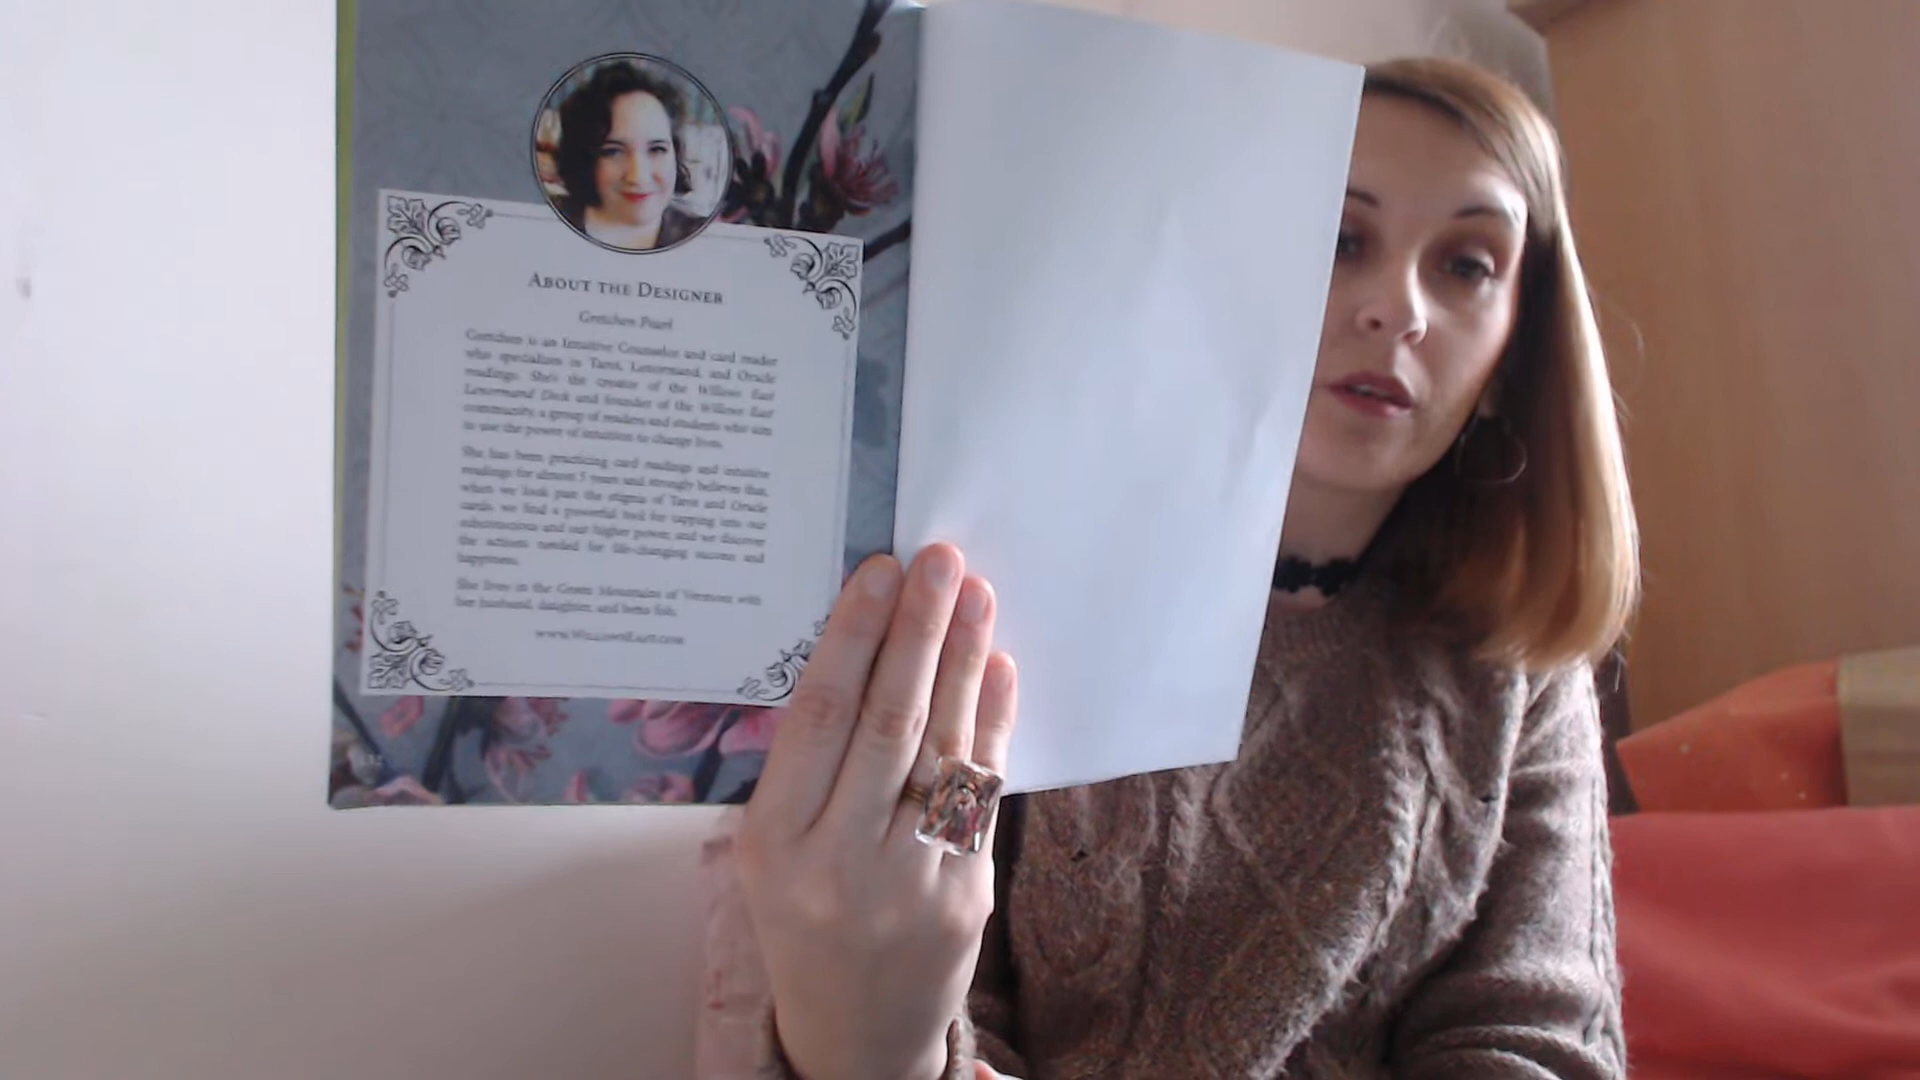 ABOUT THE DESIGNER
Gretchen Pearl
Gretchen is an Intuitive Counselor and card reader
who specializes in Tarot, Lenormand, and Oracle
readings. She's the creator of the Willows East
Lenormand Deck and founder of the Willows East
community, a group of readers and students who aim
to use the power of intuition to change lives.
She has been practicing card readings and intuitive
readings for almost 5 years and strongly believes that,
when we look past the stigma of Tarot and Oracle
cards, we find a powerful tool for tapping into our
subconscious and our higher power, and we discover
the actions needed for life-changing success and
happiness.
She lives in the Green Mountains of Vermont with
her husband, daughter, and betta fish.
www.WillowsEast.com